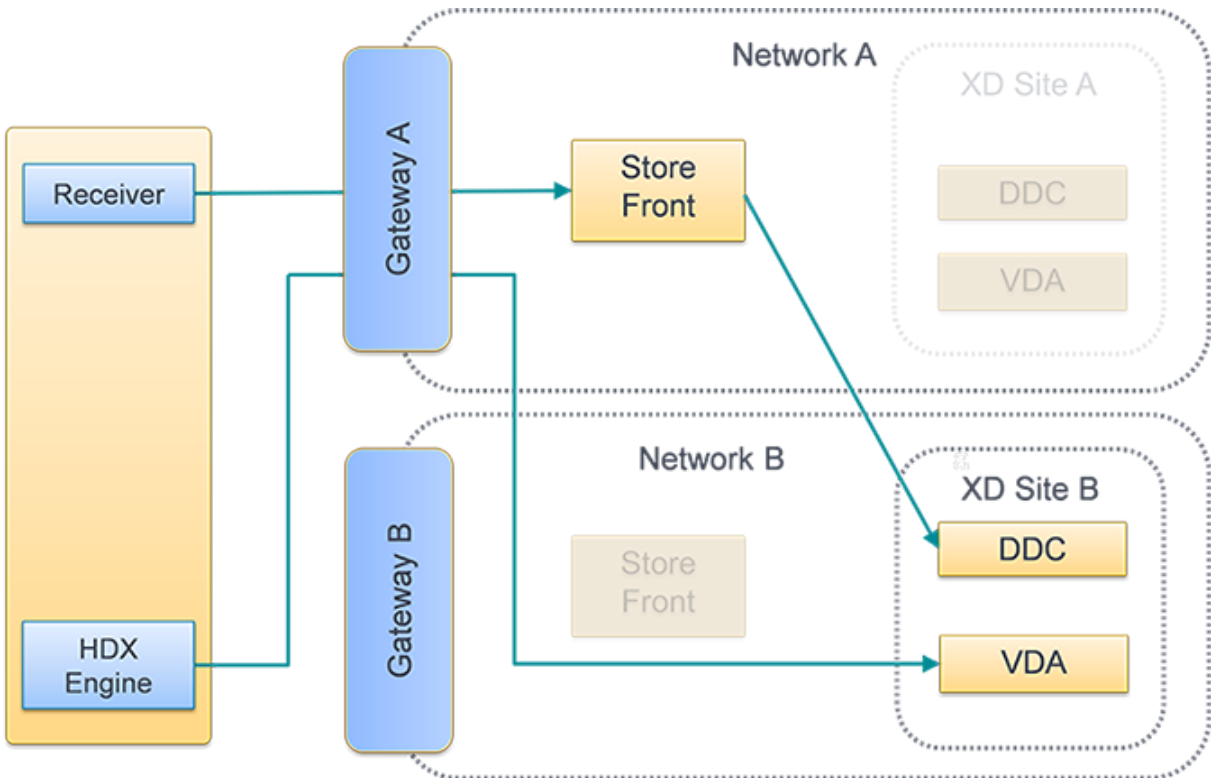 Network A
XD Site A
Gateway A
Receiver
Store
Front
DDC
VDA
Network B
XD Site B
Gateway B
Store
Front
DDC
VDA
HDX
Engine